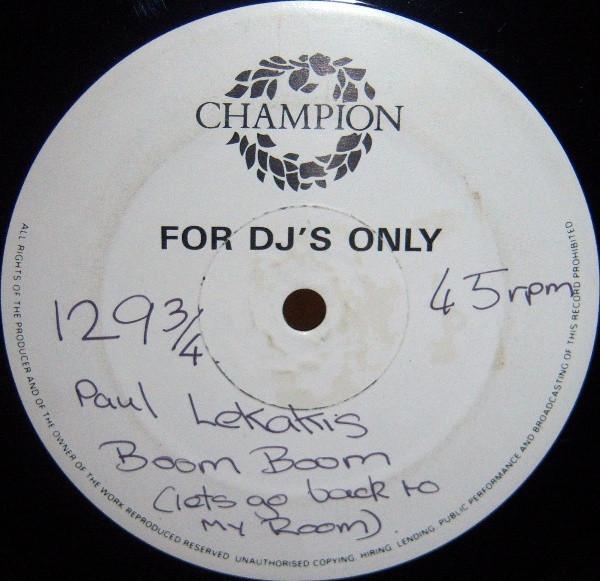 CHAMPION
FOR DJ'S ONLY
129 3/4
45rpm
Paul Lekakis
Boom Boom
(lets go back to
my Room).
ALL RIGHTS OF THE PRODUCER AND OF THE OWNER OF THE WORK REPRODUCED RESERVED. UNAUTHORISED COPYING, HIRING, LENDING, PUBLIC PERFORMANCE AND BROADCASTING OF THIS RECORD PROHIBITED